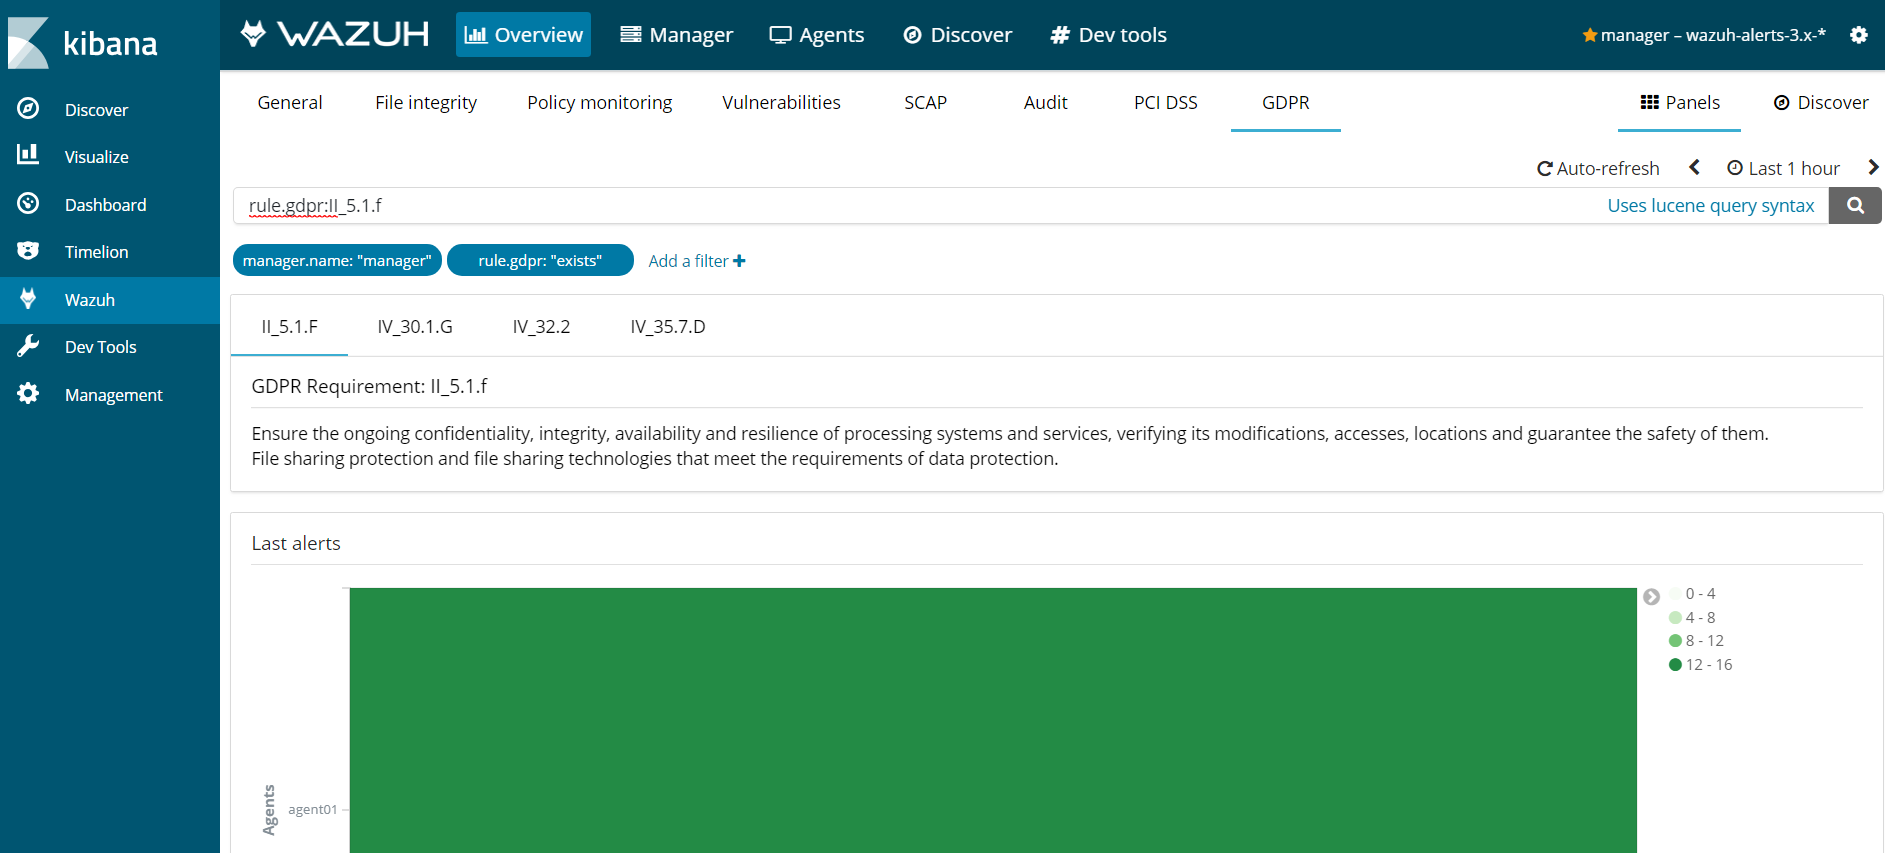 kibana
Discover
Visualize
Dashboard
Timelion
Wazuh
Dev Tools
Management
WAZUH Overview Manager Agents Discover Dev tools manager – wazuh-alerts-3.x-*
General File integrity Policy monitoring Vulnerabilities SCAP Audit PCI DSS GDPR Panels Discover
Auto-refresh Last 1 hour
rule.gdpr:II_5.1.f Uses lucene query syntax
manager.name: "manager" rule.gdpr: "exists" Add a filter
II_5.1.F IV_30.1.G IV_32.2 IV_35.7.D
GDPR Requirement: II_5.1.f
Ensure the ongoing confidentiality, integrity, availability and resilience of processing systems and services, verifying its modifications, accesses, locations and guarantee the safety of them.
File sharing protection and file sharing technologies that meet the requirements of data protection.
Last alerts
0 - 4
4 - 8
8 - 12
12 - 16
Agents
agent01